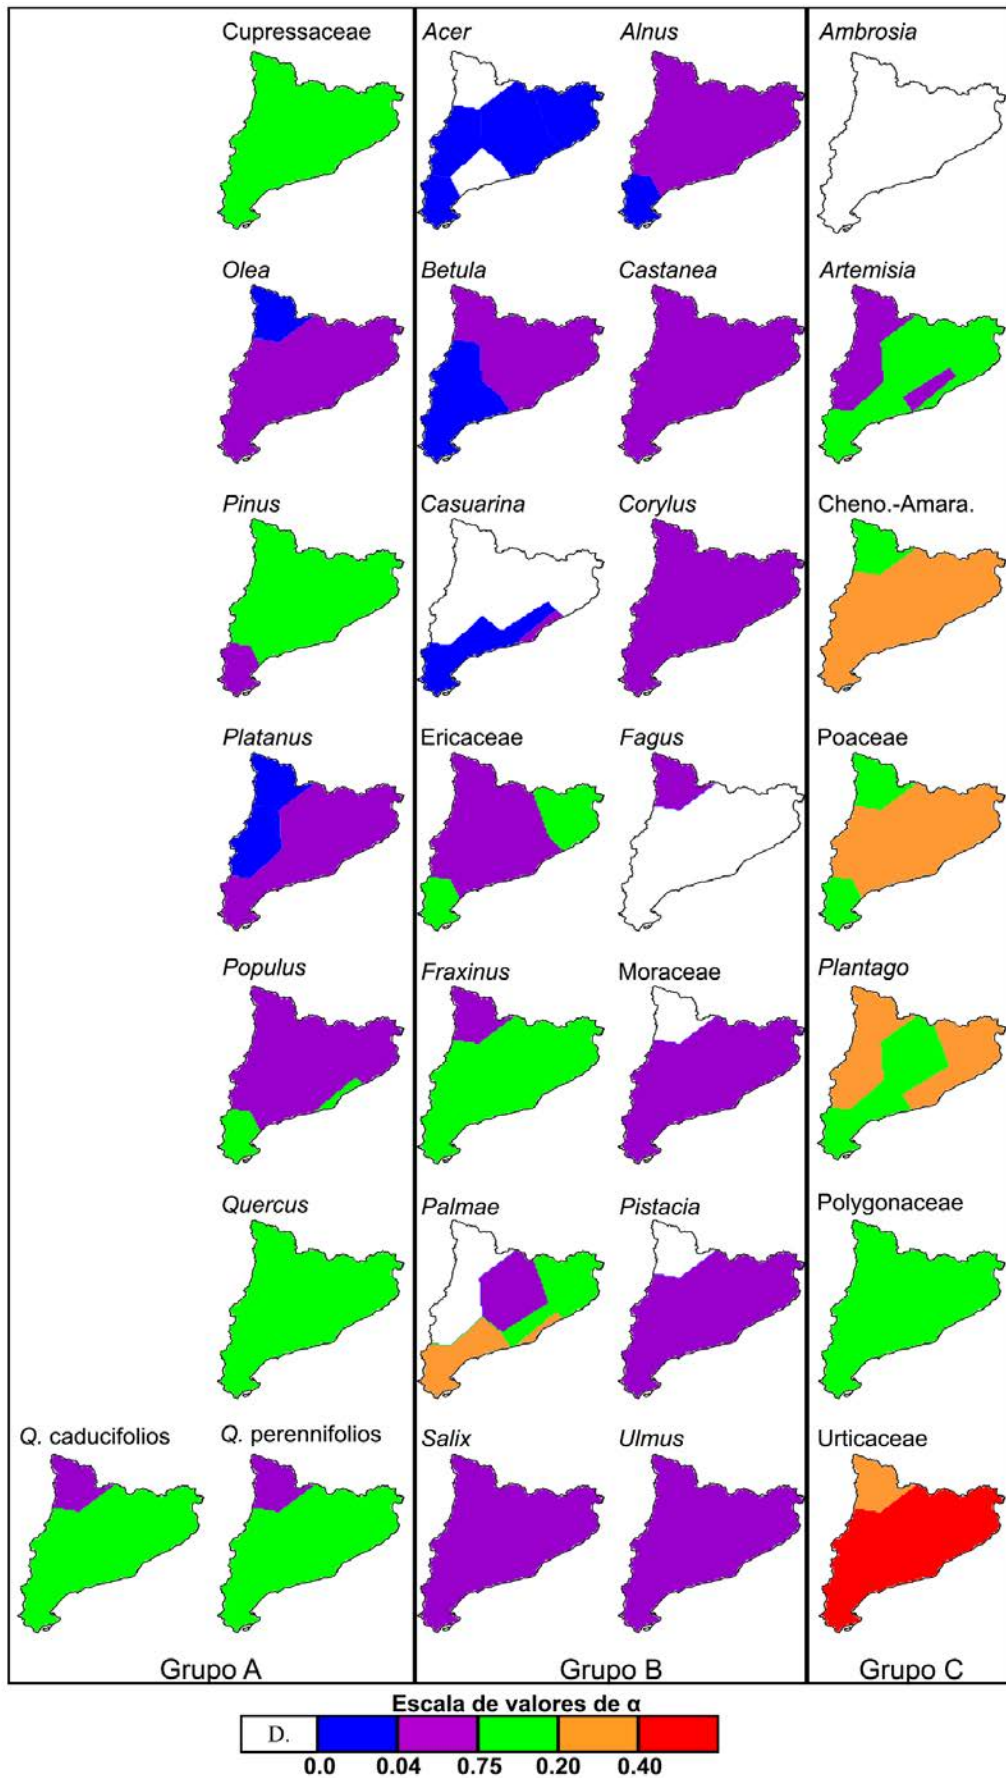 Cupressaceae Acer Alnus Ambrosia
Olea Betula Castanea Artemisia
Pinus Casuarina Corylus Cheno.-Amara.
Platanus Ericaceae Fagus Poaceae
Populus Fraxinus Moraceae Plantago
Quercus Palmae Pistacia Polygonaceae
Q. caducifolios Q. perennifolios Salix Ulmus Urticaceae
Grupo A Grupo B Grupo C
Escala de valores de α
D.
0.0 0.04 0.75 0.20 0.40